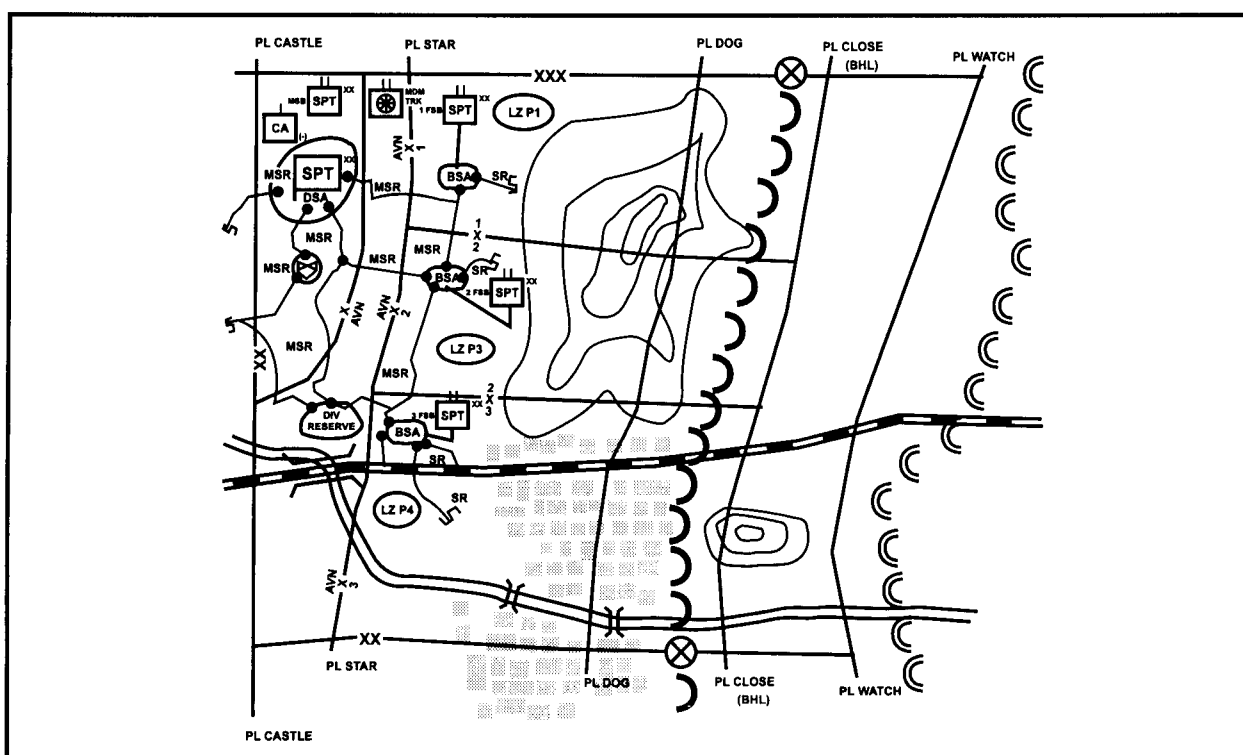 PL CASTLE
PL STAR
PL DOG
PL CLOSE
(BHL)
PL WATCH
XXX
MSB
SPT
XX
MDM
TRK
1 FSB
SPT
XX
LZ P1
CA
(-)
AVN
X
1
MSR
SPT
XX
DSA
MSR
BSA
SR
1
X
2
MSR
MSR
MSR
MSR
BSA
SR
2 FSB
SPT
XX
X
AVN
AVN
X
2
XX
MSR
MSR
LZ P3
2
X
3
DIV
RESERVE
3 FSB
SPT
XX
BSA
SR
LZ P4
SR
AVN
X
3
XX
PL STAR
PL DOG
PL CLOSE
(BHL)
PL WATCH
PL CASTLE